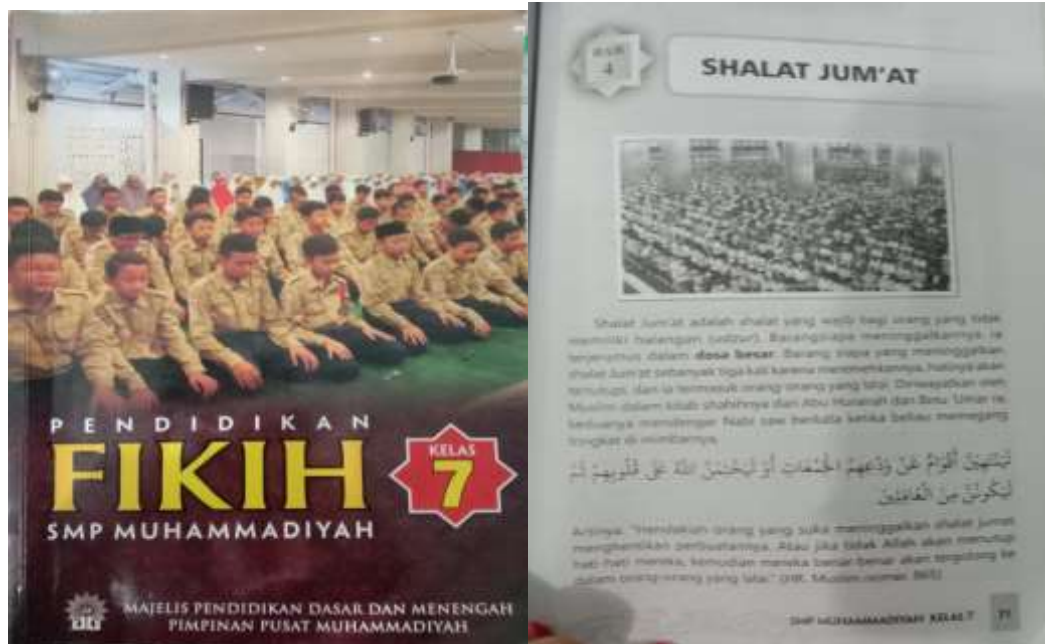 PENDIDIKAN
FIKIH
SMP MUHAMMADIYAH
KELAS
7
MAJELIS PENDIDIKAN DASAR DAN MENENGAH
PIMPINAN PUSAT MUHAMMADIYAH
BAB
4
SHALAT JUM'AT
Shalat Jum'at adalah shalat yang wajib bagi orang yang tidak
memiliki halangan (udzur). Barangsiapa meninggalkannya ia
terjerumus dalam dosa besar. Barang siapa yang meninggalkan
shalat Jum'at sebanyak tiga kali karena meremehkannya, hatinya akan
tertutup, dan ia termasuk orang-orang yang lalai. Diriwayatkan oleh
Muslim dalam kitab shahihnya dari Abu Hurairah dan Ibnu 'Umar ra,
keduanya mendengar Nabi saw berkata ketika beliau memegang
tongkat di mimbarnya,
لَيَنْتَهِيَنَّ أَقْوَامٌ عَنْ وَدْعِهِمُ الْجُمُعَاتِ أَوْ لَيَخْتِمَنَّ اللَّهُ عَلَى قُلُوبِهِمْ ثُمَّ
لَيَكُونُنَّ مِنَ الْغَافِلِينَ
Artinya: "Hendaklah orang yang suka meninggalkan shalat jumat
menghentikan perbuatannya. Atau jika tidak Allah akan menutup
hati-hati mereka, kemudian mereka benar-benar akan tergolong ke
dalam orang-orang yang lalai." (HR. Muslim nomer 865)
SMP MUHAMMADIYAH KELAS 7
71